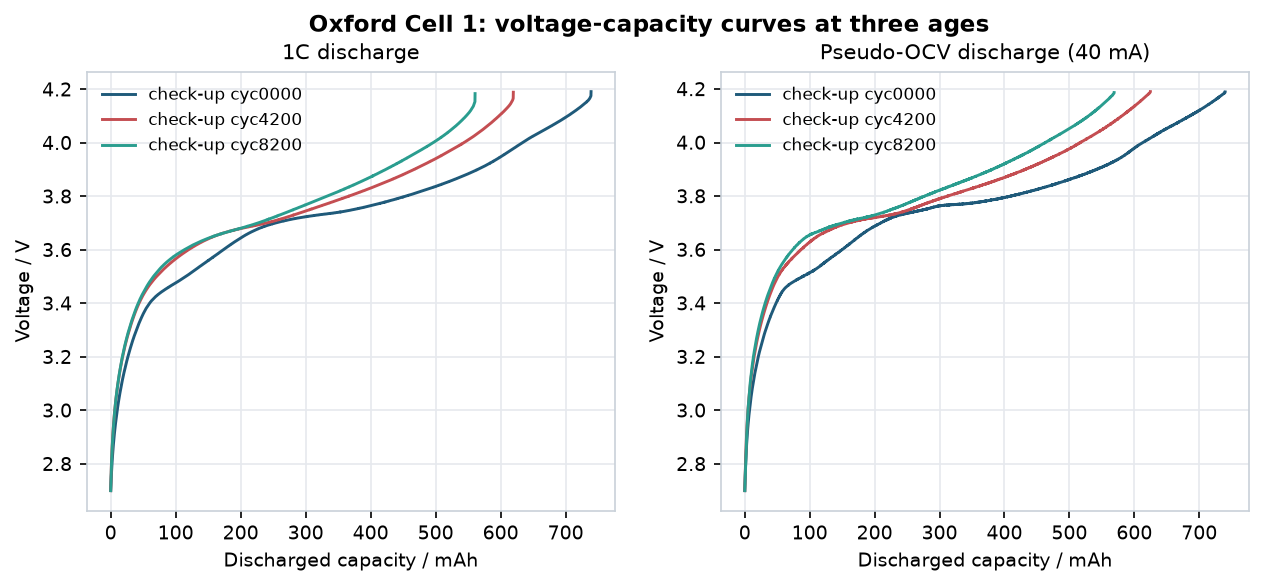 Oxford Cell 1: voltage-capacity curves at three ages
1C discharge
4.2
4.0
3.8
3.6
3.4
3.2
3.0
2.8
Voltage / V
check-up cyc0000
check-up cyc4200
check-up cyc8200
0 100 200 300 400 500 600 700
Discharged capacity / mAh
Pseudo-OCV discharge (40 mA)
4.2
4.0
3.8
3.6
3.4
3.2
3.0
2.8
Voltage / V
check-up cyc0000
check-up cyc4200
check-up cyc8200
0 100 200 300 400 500 600 700
Discharged capacity / mAh